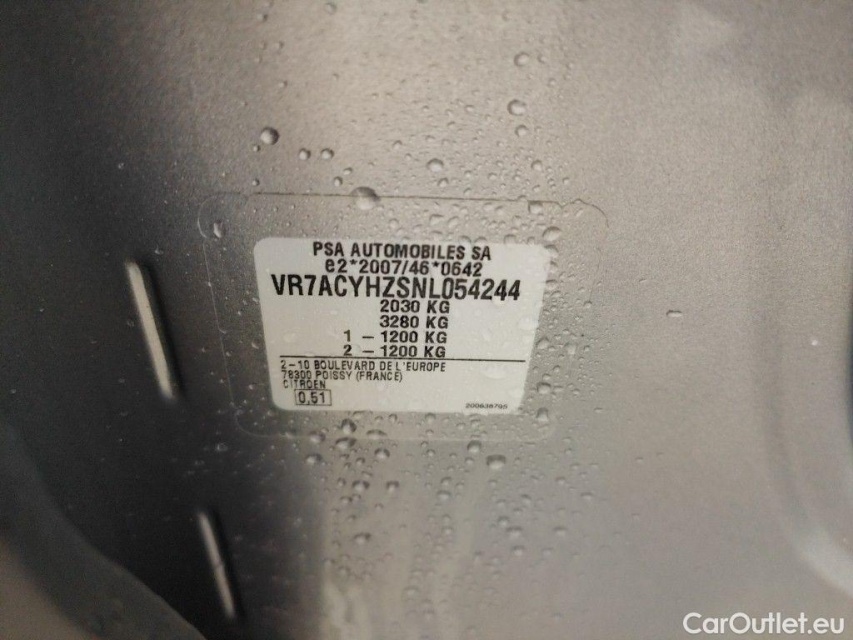 PSA AUTOMOBILES SA
e2*2007/46*0642
VR7ACYHZSNL054244
2030 KG
3280 KG
1 - 1200 KG
2 - 1200 KG
2-10 BOULEVARD DE L'EUROPE
78300 POISSY (FRANCE)
CITROEN
0,51
200638795
CarOutlet.eu